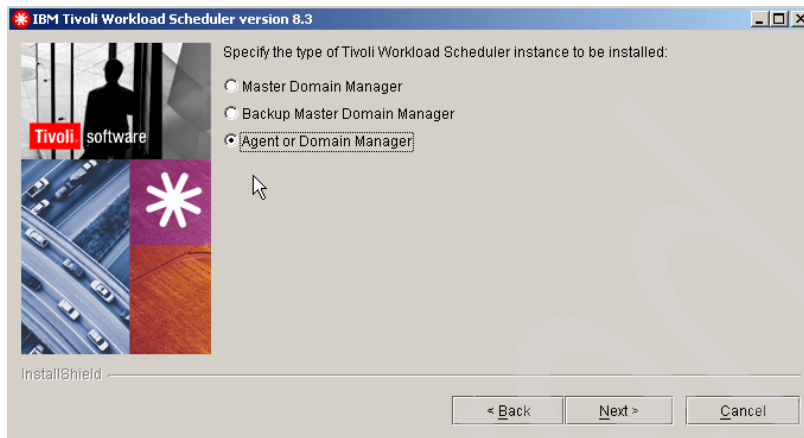 IBM Tivoli Workload Scheduler version 8.3
Specify the type of Tivoli Workload Scheduler instance to be installed:
Master Domain Manager
Backup Master Domain Manager
Agent or Domain Manager
Tivoli. software
InstallShield
< Back Next > Cancel